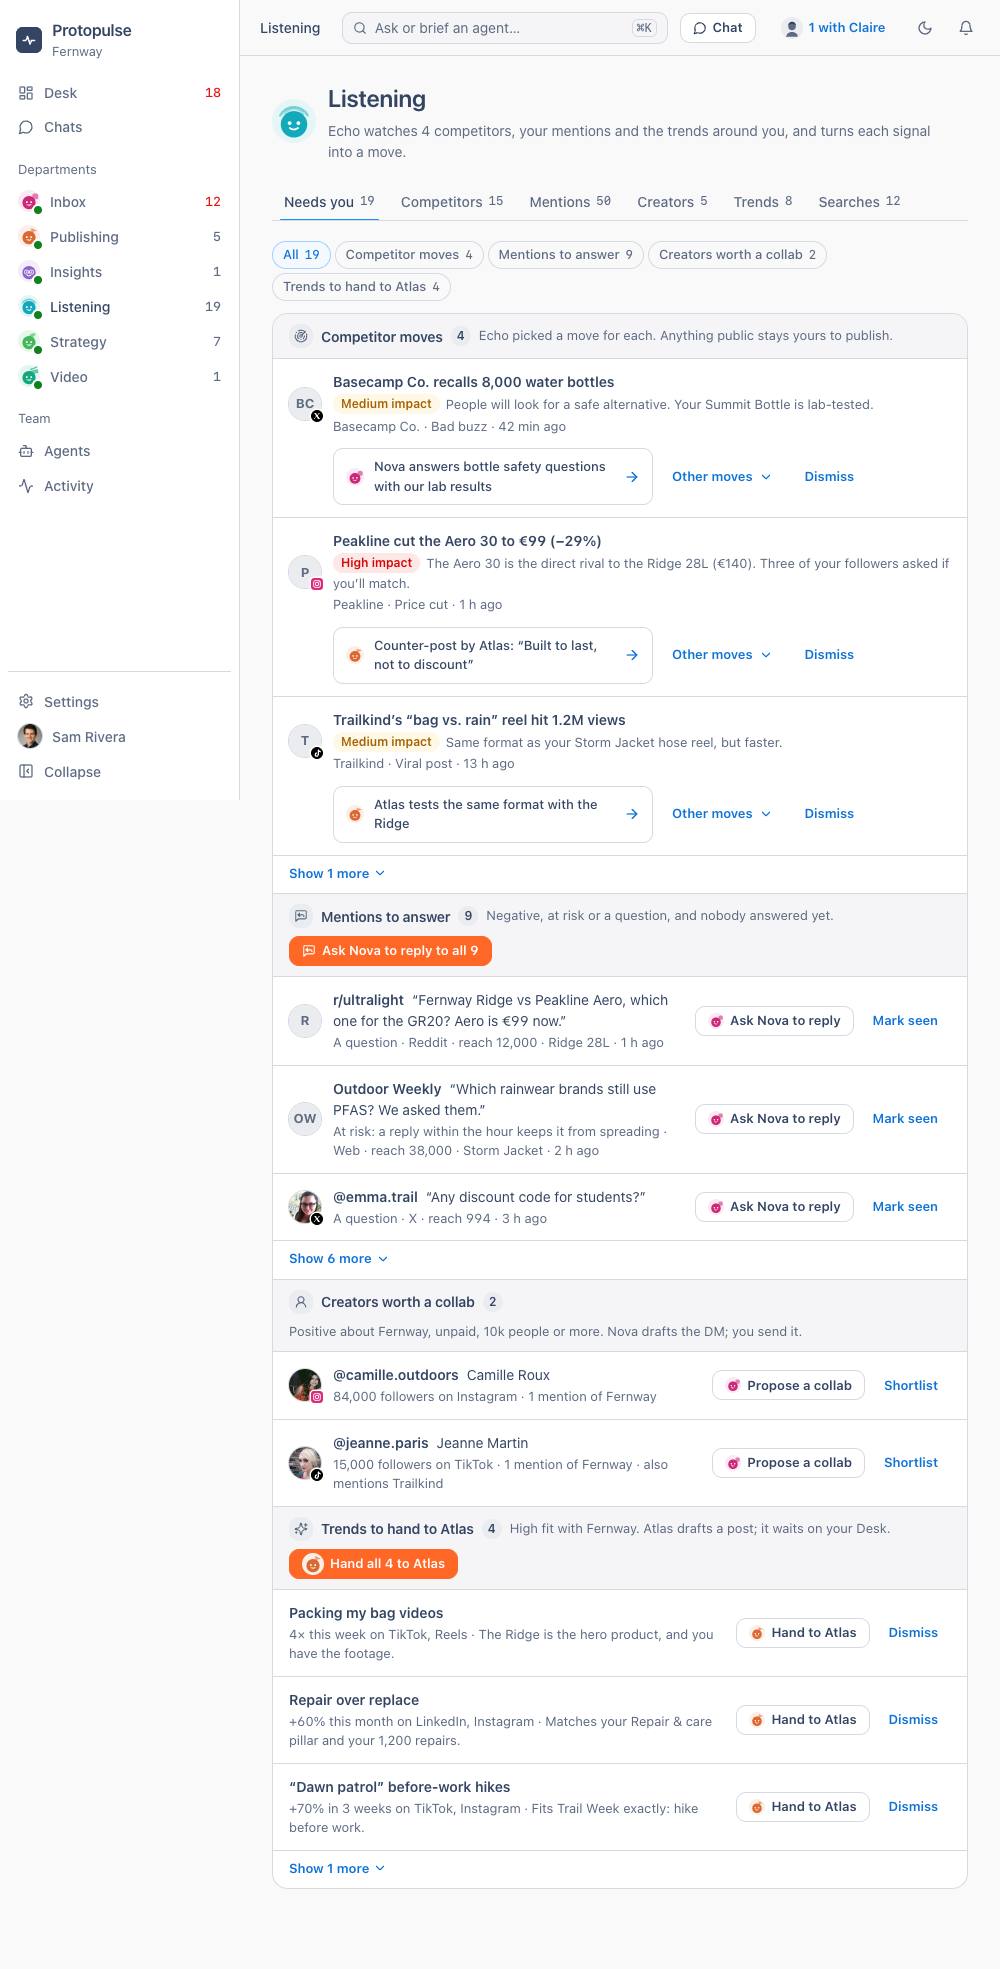 Protopulse
Fernway
Desk 18
Chats
Departments
Inbox 12
Publishing 5
Insights 1
Listening 19
Strategy 7
Video 1
Team
Agents
Activity
Settings
Sam Rivera
Collapse
Listening
Ask or brief an agent...
⌘K
Chat
1 with Claire
Listening
Echo watches 4 competitors, your mentions and the trends around you, and turns each signal
into a move.
Needs you 19 Competitors 15 Mentions 50 Creators 5 Trends 8 Searches 12
All 19 Competitor moves 4 Mentions to answer 9 Creators worth a collab 2
Trends to hand to Atlas 4
Competitor moves 4 Echo picked a move for each. Anything public stays yours to publish.
BC
Basecamp Co. recalls 8,000 water bottles
Medium impact People will look for a safe alternative. Your Summit Bottle is lab-tested.
Basecamp Co. · Bad buzz · 42 min ago
Nova answers bottle safety questions
with our lab results
Other moves Dismiss
P
Peakline cut the Aero 30 to €99 (−29%)
High impact The Aero 30 is the direct rival to the Ridge 28L (€140). Three of your followers asked if
you'll match.
Peakline · Price cut · 1 h ago
Counter-post by Atlas: “Built to last,
not to discount”
Other moves Dismiss
T
Trailkind’s “bag vs. rain” reel hit 1.2M views
Medium impact Same format as your Storm Jacket hose reel, but faster.
Trailkind · Viral post · 13 h ago
Atlas tests the same format with the
Ridge
Other moves Dismiss
Show 1 more
Mentions to answer 9 Negative, at risk or a question, and nobody answered yet.
Ask Nova to reply to all 9
R
r/ultralight “Fernway Ridge vs Peakline Aero, which
one for the GR20? Aero is €99 now.”
A question · Reddit · reach 12,000 · Ridge 28L · 1 h ago
Ask Nova to reply Mark seen
OW
Outdoor Weekly “Which rainwear brands still use
PFAS? We asked them.”
At risk: a reply within the hour keeps it from spreading ·
Web · reach 38,000 · Storm Jacket · 2 h ago
Ask Nova to reply Mark seen
@emma.trail “Any discount code for students?”
A question · X · reach 994 · 3 h ago
Ask Nova to reply Mark seen
Show 6 more
Creators worth a collab 2
Positive about Fernway, unpaid, 10k people or more. Nova drafts the DM; you send it.
@camille.outdoors Camille Roux
84,000 followers on Instagram · 1 mention of Fernway
Propose a collab Shortlist
@jeanne.paris Jeanne Martin
15,000 followers on TikTok · 1 mention of Fernway · also
mentions Trailkind
Propose a collab Shortlist
Trends to hand to Atlas 4 High fit with Fernway. Atlas drafts a post; it waits on your Desk.
Hand all 4 to Atlas
Packing my bag videos
4× this week on TikTok, Reels · The Ridge is the hero product, and you
have the footage.
Hand to Atlas Dismiss
Repair over replace
+60% this month on LinkedIn, Instagram · Matches your Repair & care
pillar and your 1,200 repairs.
Hand to Atlas Dismiss
“Dawn patrol” before-work hikes
+70% in 3 weeks on TikTok, Instagram · Fits Trail Week exactly: hike
before work.
Hand to Atlas Dismiss
Show 1 more